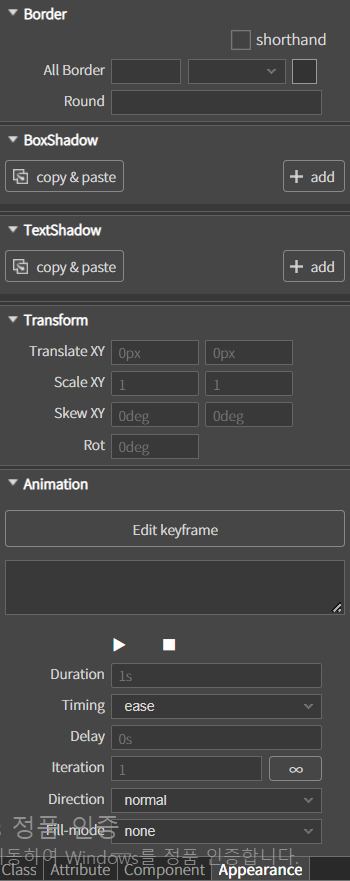 Border
shorthand
All Border
Round
BoxShadow
copy & paste + add
TextShadow
copy & paste + add
Transform
Translate XY 0px 0px
Scale XY 1 1
Skew XY 0deg 0deg
Rot 0deg
Animation
Edit keyframe
Duration 1s
Timing ease
Delay 0s
Iteration 1 ∞
Direction normal
정품 인증
Fill-mode none
동하여 Windows를 정품 인증합니다.
Class Attribute Component Appearance